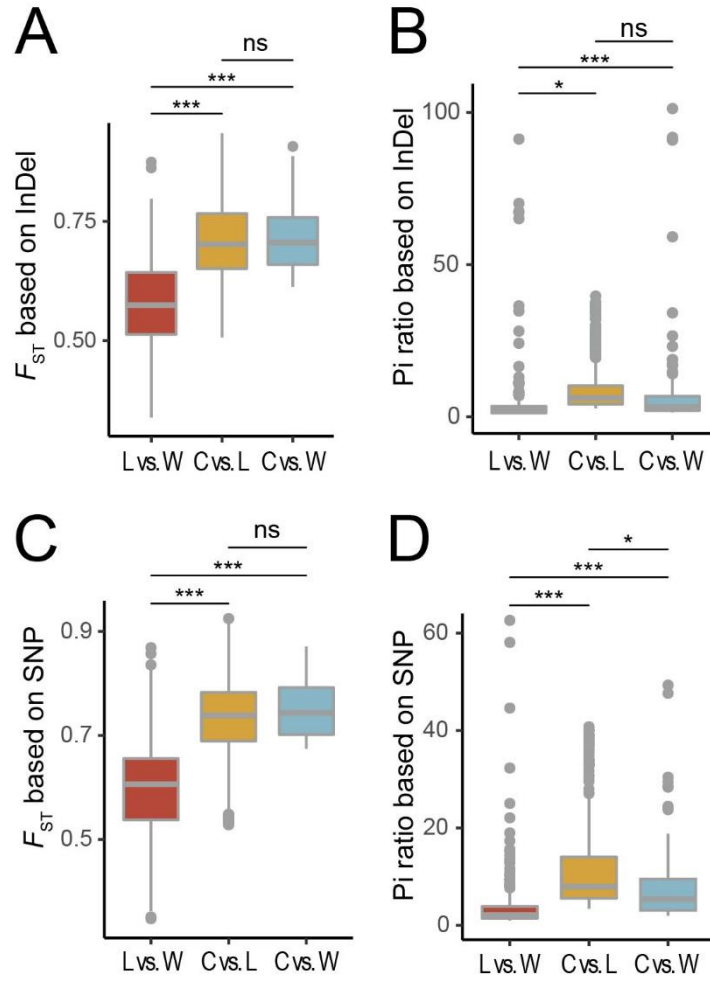 A
ns
***
***
F_ST based on InDel
0.75
0.50
L vs. W C vs. L C vs. W
B
ns
***
*
Pi ratio based on InDel
100
50
0
L vs. W C vs. L C vs. W
C
ns
***
***
F_ST based on SNP
0.9
0.7
0.5
L vs. W C vs. L C vs. W
D
*
***
***
Pi ratio based on SNP
60
40
20
0
L vs. W C vs. L C vs. W